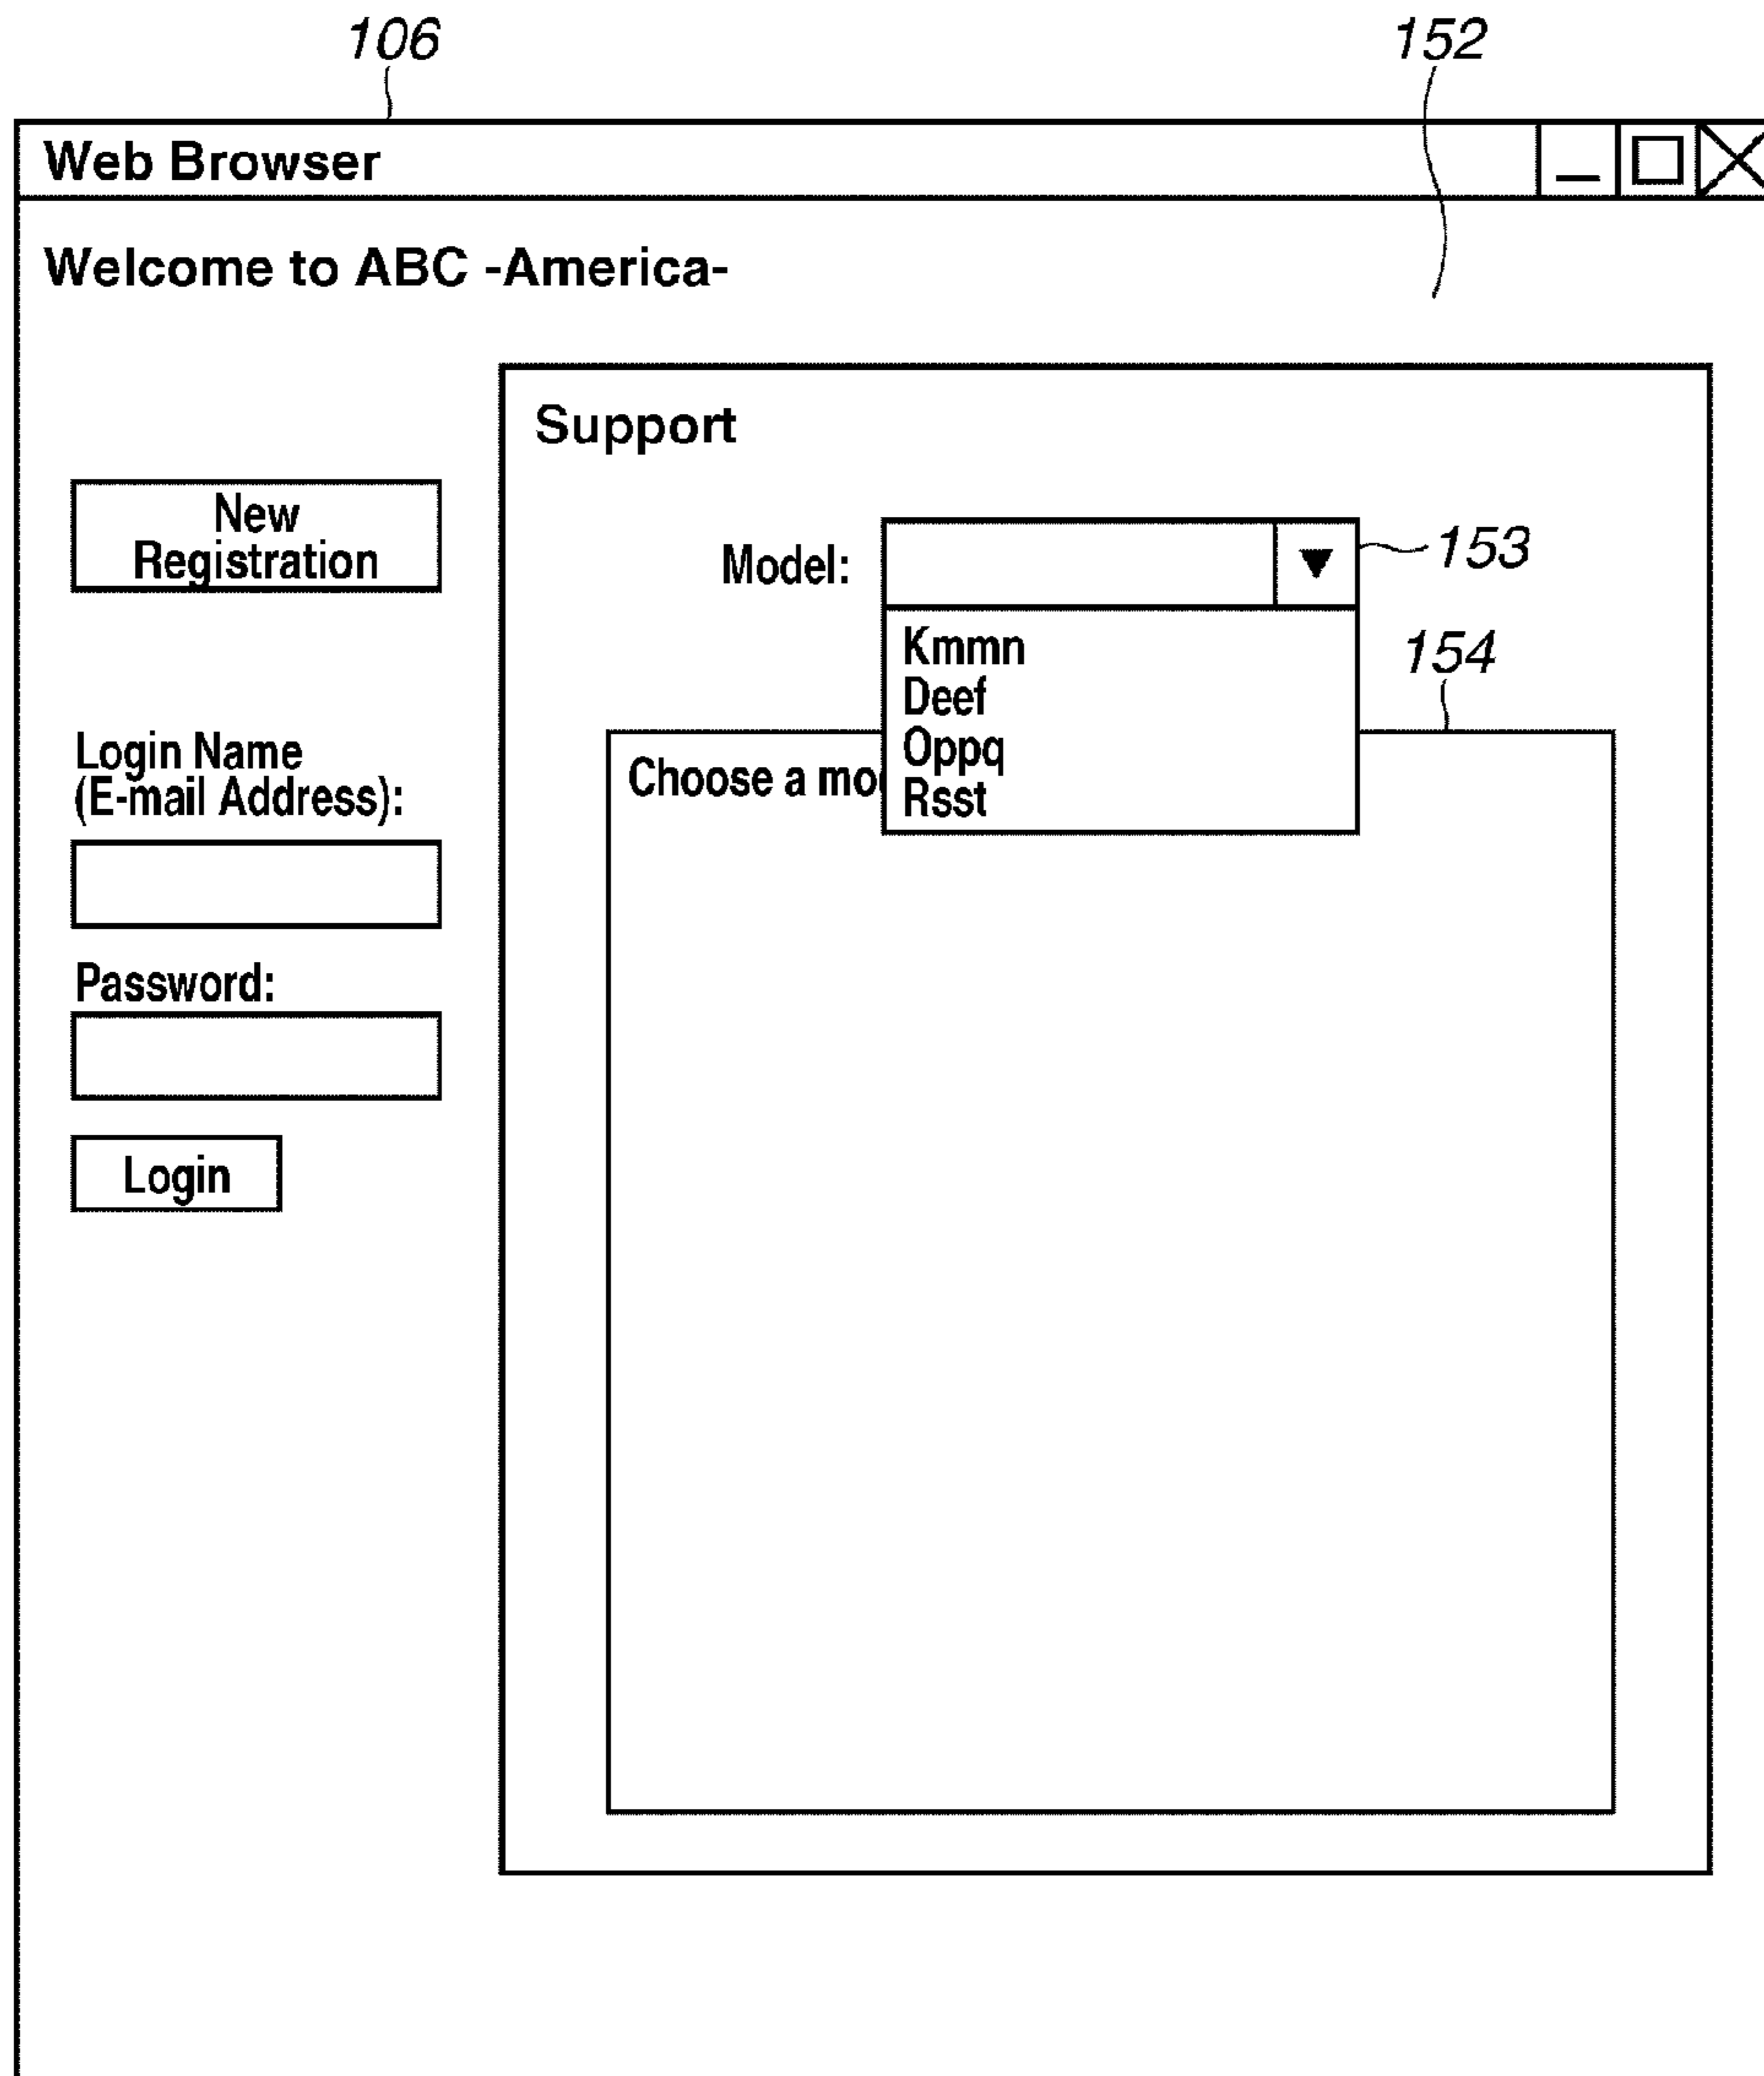 106
152
Web Browser
Welcome to ABC -America-
Support
New
Registration
Model:
153
Kmmn
Deef
Oppq
Rsst
154
Choose a
Login Name
(E-mail Address):
Password:
Login